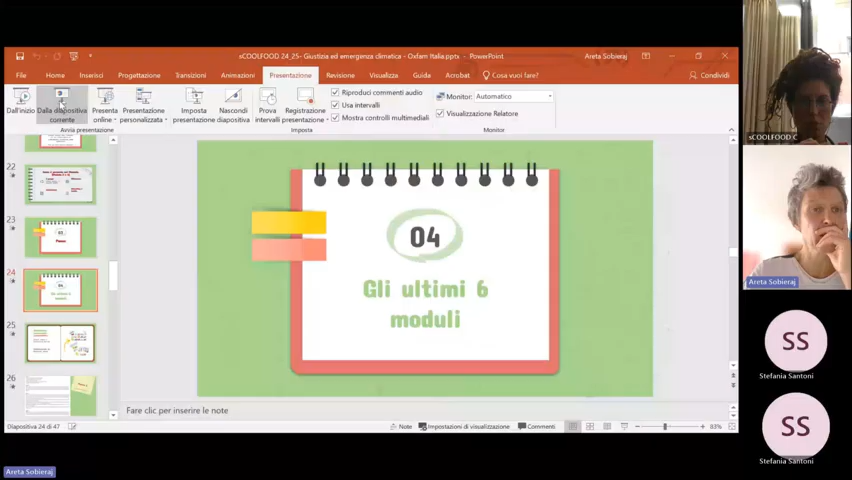 sCOOLFOOD 24_25- Giustizia ed emergenza climatica - Oxfam Italia.pptx - PowerPoint
Areta Sobieraj
File Home Inserisci Progettazione Transizioni Animazioni Presentazione Revisione Visualizza Guida Acrobat Cosa vuoi fare? Condividi
Dall'inizio
Dalla diapositiva corrente
Presenta online
Presentazione personalizzata
Imposta presentazione
Nascondi diapositiva
Prova intervalli
Registrazione presentazione
Riproduci commenti audio
Usa intervalli
Mostra controlli multimediali
Monitor: Automatico
Visualizzazione Relatore
Avvia presentazione
Imposta
Monitor
22
23
24
04
Gli ultimi 6
moduli
25
26
04
Gli ultimi 6
moduli
Fare clic per inserire le note
Diapositiva 24 di 47
Note
Impostazioni di visualizzazione
Commenti
83%
sCOOLFOOD C
Areta Sobieraj
SS
Stefania Santoni
SS
Stefania Santoni
Areta Sobieraj